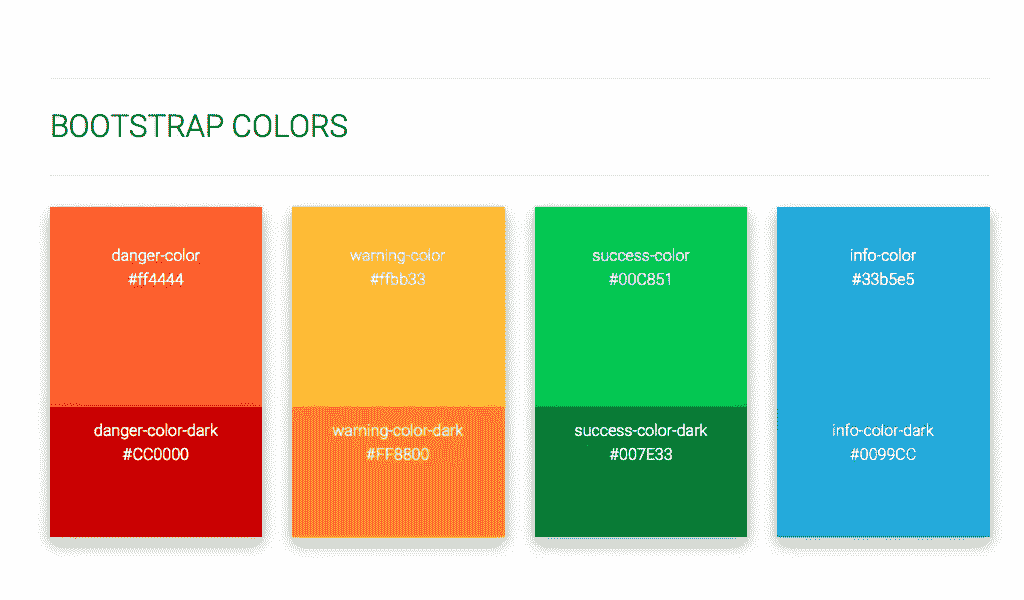 BOOTSTRAP COLORS
danger-color
#ff4444
danger-color-dark
#CC0000
warning-color
#ffbb33
warning-color-dark
#FF8800
success-color
#00C851
success-color-dark
#007E33
info-color
#33b5e5
info-color-dark
#0099CC